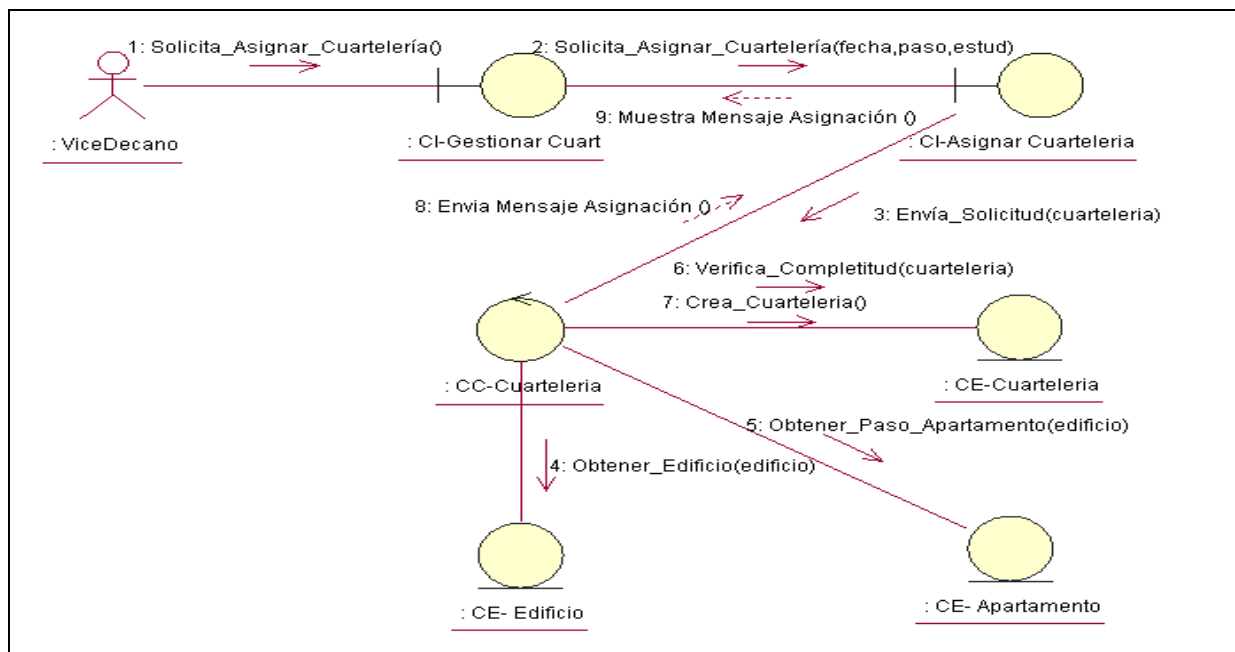 1: Solicita_Asignar_Cuartelería()
2: Solicita_Asignar_Cuartelería(fecha,paso,estud)
9: Muestra Mensaje Asignación ()
: ViceDecano
: CI-Gestionar Cuart
: CI-Asignar Cuarteleria
8: Envia Mensaje Asignación ()
3: Envía_Solicitud(cuarteleria)
6: Verifica_Completitud(cuarteleria)
7: Crea_Cuarteleria()
: CC-Cuarteleria
: CE-Cuarteleria
5: Obtener_Paso_Apartamento(edificio)
4: Obtener_Edificio(edificio)
: CE- Edificio
: CE- Apartamento